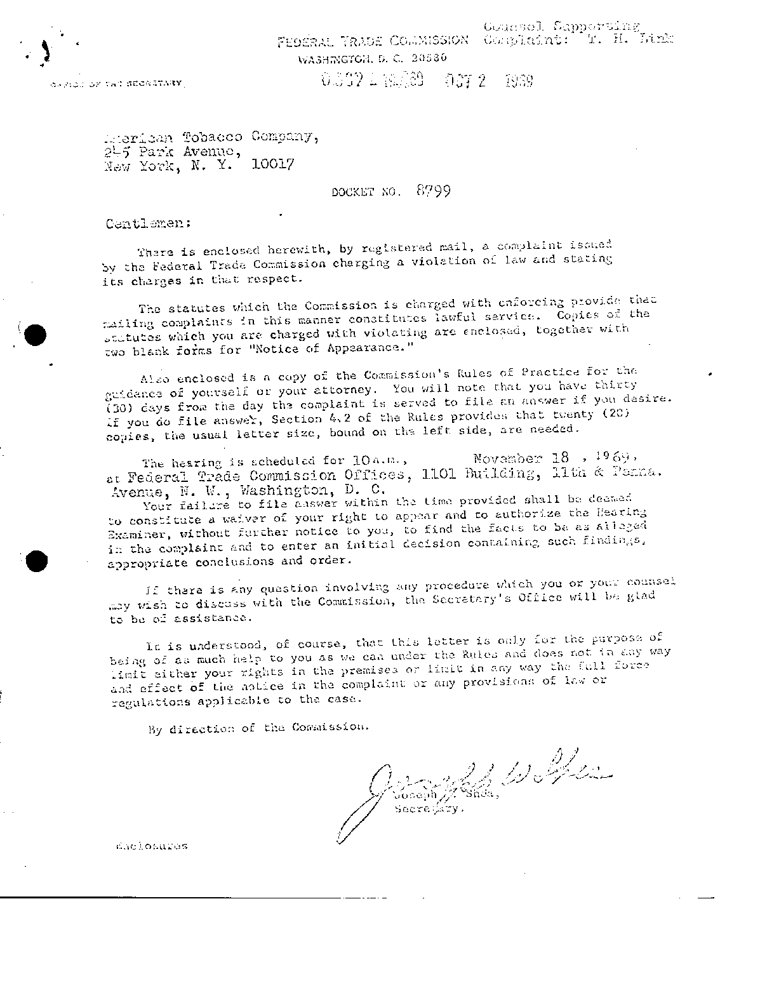 Counsel Supporting
FEDERAL TRADE COMMISSION Complaint: T. H. Link
WASHINGTON, D. C. 20580
OFFICE OF THE SECRETARY
OCT 2 1969
American Tobacco Company,
245 Park Avenue,
New York, N. Y. 10017
DOCKET NO. 8799
Gentlemen:
There is enclosed herewith, by registered mail, a complaint issued
by the Federal Trade Commission charging a violation of law and stating
its charges in that respect.
The statutes which the Commission is charged with enforcing provide that
mailing complaints in this manner constitutes lawful service. Copies of the
statutes which you are charged with violating are enclosed, together with
two blank forms for "Notice of Appearance."
Also enclosed is a copy of the Commission's Rules of Practice for the
guidance of yourself or your attorney. You will note that you have thirty
(30) days from the day the complaint is served to file an answer if you desire.
If you do file answer, Section 4.2 of the Rules provides that twenty (20)
copies, the usual letter size, bound on the left side, are needed.
The hearing is scheduled for 10 a.m., November 18 , 1969,
at Federal Trade Commission Offices, 1101 Building, 11th & Penna.
Avenue, N. W., Washington, D. C.
Your failure to file answer within the time provided shall be deemed
to constitute a waiver of your right to appear and to authorize the Hearing
Examiner, without further notice to you, to find the facts to be as alleged
in the complaint and to enter an initial decision containing such findings,
appropriate conclusions and order.
If there is any question involving any procedure which you or your counsel
may wish to discuss with the Commission, the Secretary's Office will be glad
to be of assistance.
It is understood, of course, that this letter is only for the purpose of
being of as much help to you as we can under the Rules and does not in any way
limit either your rights in the premises or limit in any way the full force
and effect of the notice in the complaint or any provisions of law or
regulations applicable to the case.
By direction of the Commission.
Joseph W Shea
Joseph W. Shea,
Secretary.
Enclosures